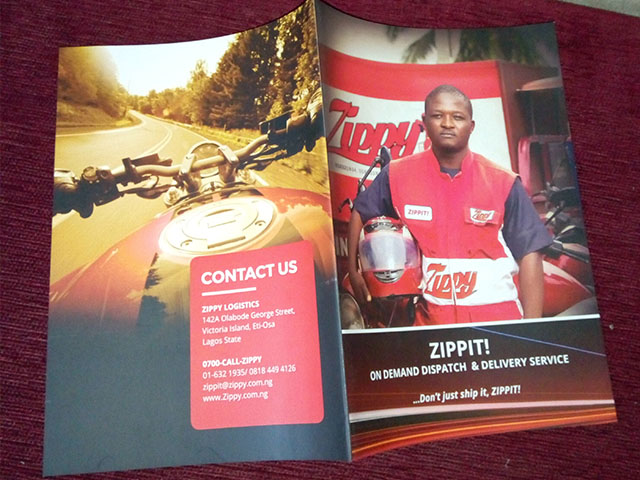 CONTACT US
ZIPPY LOGISTICS
142A Olabode George Street,
Victoria Island, Eti-Osa
Lagos State
0700-CALL-ZIPPY
01-632 1935/ 0818 449 4126
zippit@zippy.com.ng
www.Zippy.com.ng
Zippy
ZIPPIT!
Zippy
Zippy
ZIPPIT!
ON DEMAND DISPATCH & DELIVERY SERVICE
...Don't just ship it, ZIPPIT!